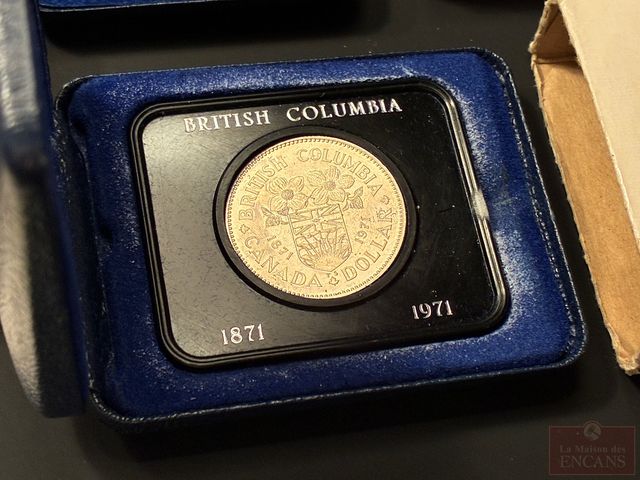 BRITISH COLUMBIA
BRITISH COLUMBIA
1871 1971
CANADA DOLLAR
1871 1971
La Maison des
ENCANS